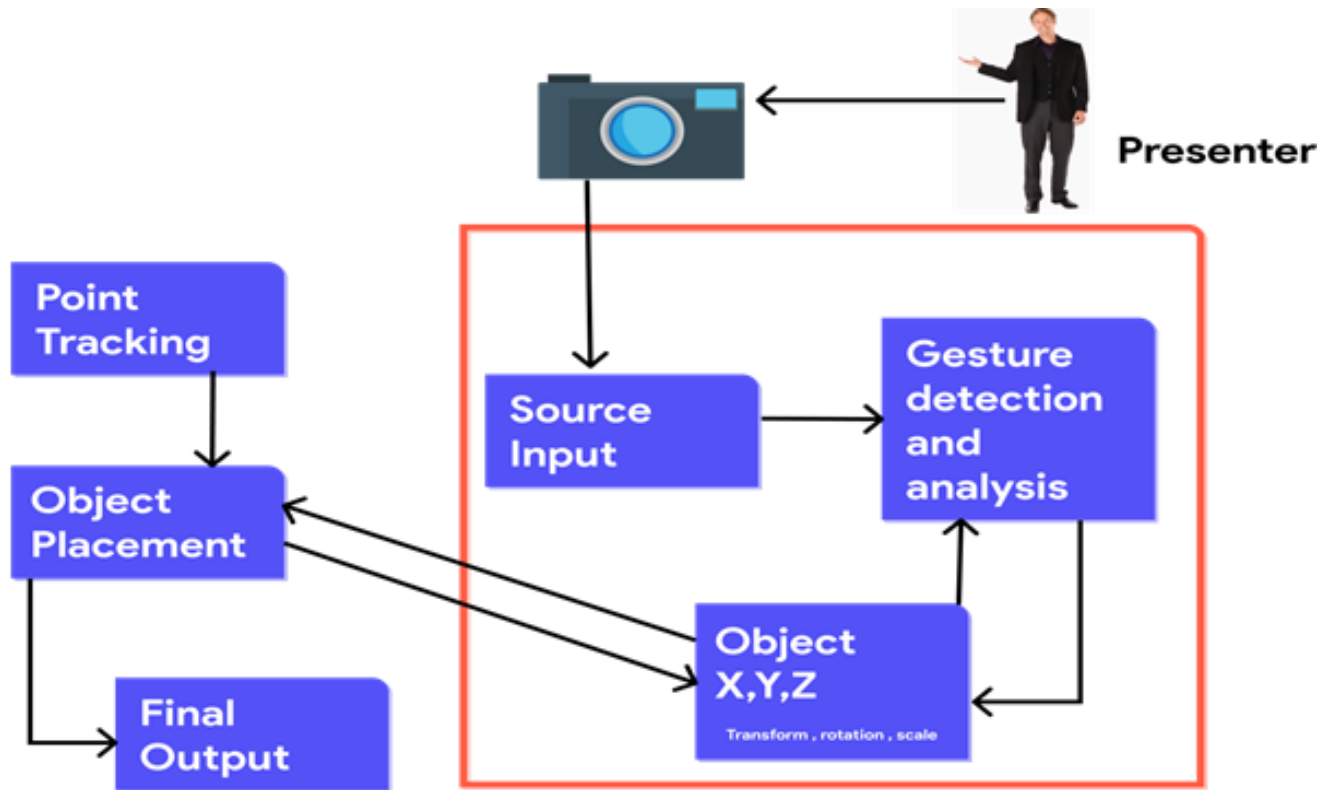 Presenter
Point
Tracking
Source
Input
Gesture
detection
and
analysis
Object
Placement
Object
X,Y,Z
Transform , rotation , scale
Final
Output